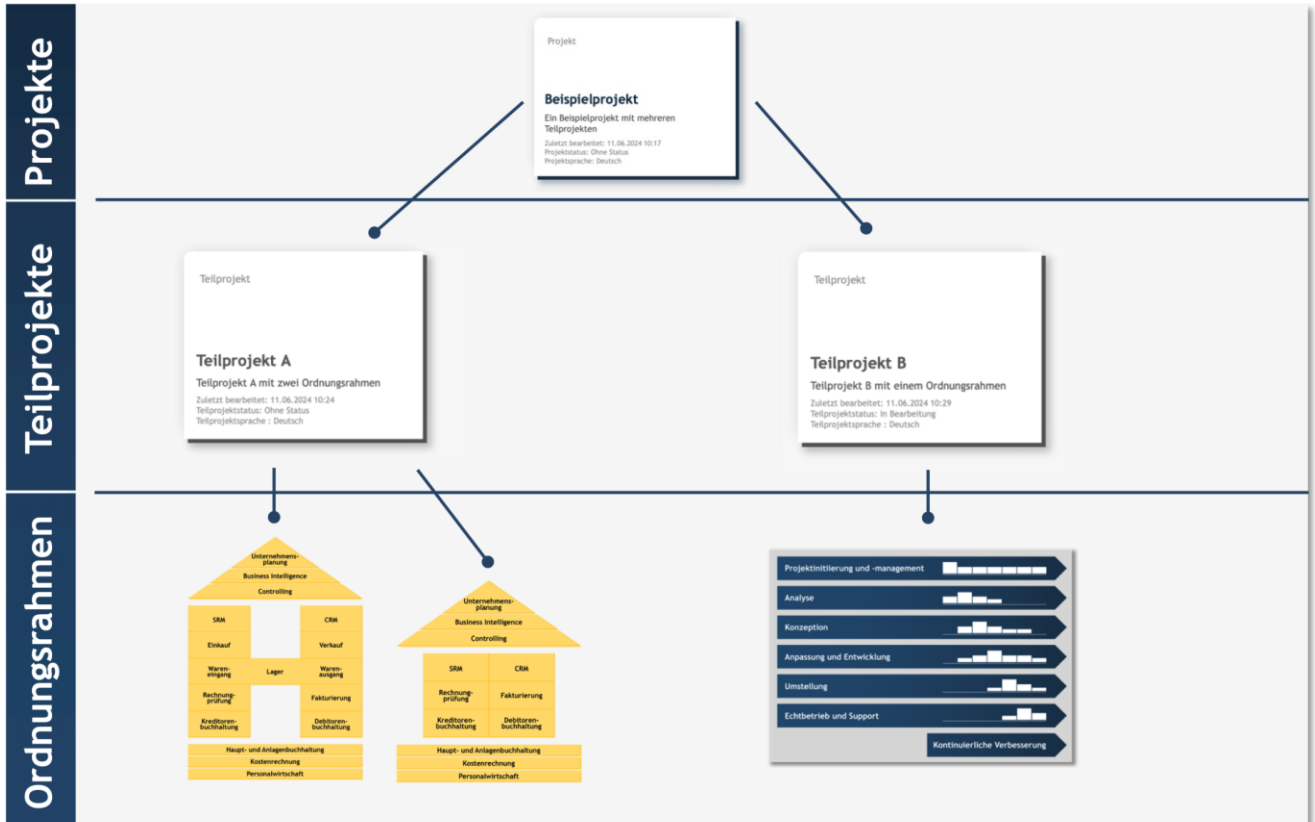 Projekte
Projekt
Beispielprojekt
Ein Beispielprojekt mit mehreren
Teilprojekten
Zuletzt bearbeitet: 11.06.2024 10:17
Projektstatus: Ohne Status
Projektsprache: Deutsch
Teilprojekte
Teilprojekt
Teilprojekt A
Teilprojekt A mit zwei Ordnungsrahmen
Zuletzt bearbeitet: 11.06.2024 10:24
Teilprojektstatus: Ohne Status
Teilprojektsprache : Deutsch
Teilprojekt
Teilprojekt B
Teilprojekt B mit einem Ordnungsrahmen
Zuletzt bearbeitet: 11.06.2024 10:29
Teilprojektstatus: In Bearbeitung
Teilprojektsprache : Deutsch
Ordnungsrahmen
Unternehmens-
planung
Business Intelligence
Controlling
SRM
CRM
Einkauf
Verkauf
Waren-
eingang
Lager
Waren-
ausgang
Rechnung-
prüfung
Fakturierung
Kreditoren-
buchhaltung
Debitoren-
buchhaltung
Haupt- und Anlagenbuchhaltung
Kostenrechnung
Personalwirtschaft
Unternehmens-
planung
Business Intelligence
Controlling
SRM
CRM
Rechnung-
prüfung
Fakturierung
Kreditoren-
buchhaltung
Debitoren-
buchhaltung
Haupt- und Anlagenbuchhaltung
Kostenrechnung
Personalwirtschaft
Projektinitiierung und -management
Analyse
Konzeption
Anpassung und Entwicklung
Umstellung
Echtbetrieb und Support
Kontinuierliche Verbesserung